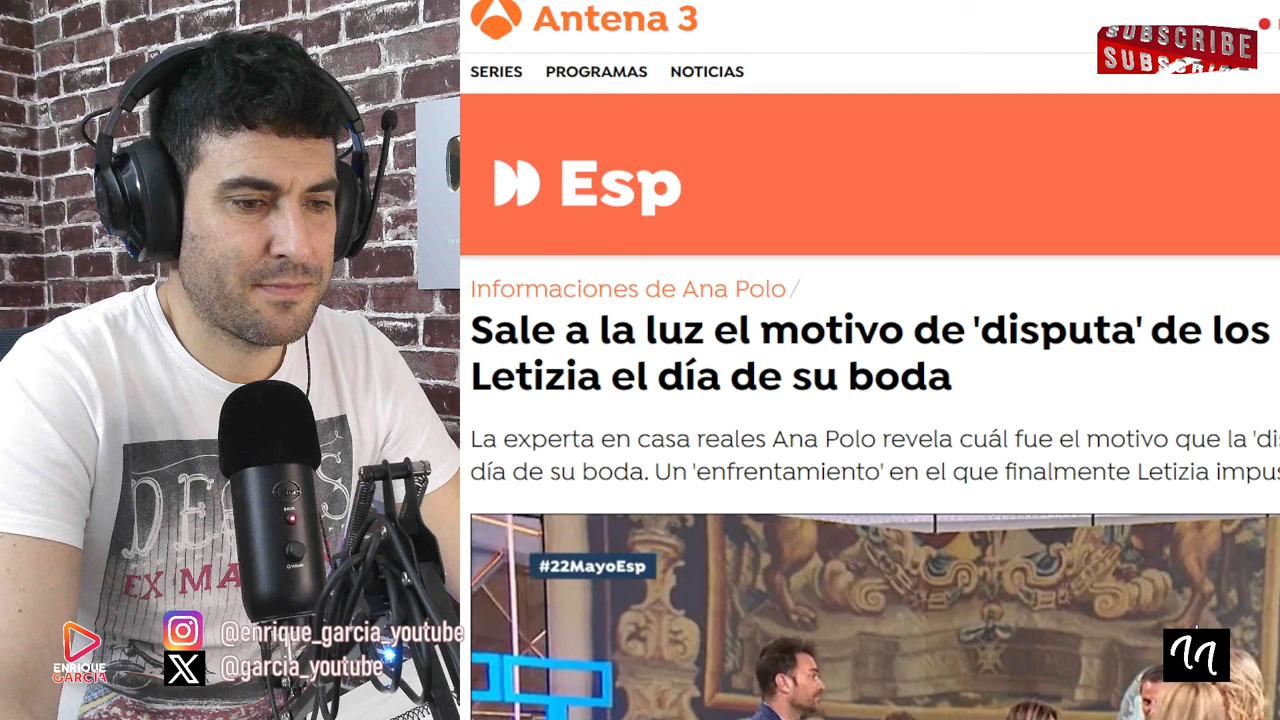 Antena 3
SUBSCRIBE
SERIES PROGRAMAS NOTICIAS
Esp
Informaciones de Ana Polo/
Sale a la luz el motivo de 'disputa' de los
Letizia el día de su boda
La experta en casa reales Ana Polo revela cuál fue el motivo que la
día de su boda. Un 'enfrentamiento' en el que finalmente Letizia
#22MayoEsp
EX
@enrique_garcia_youtube
@garcia_youtube
ENRIQUE
GARCIA